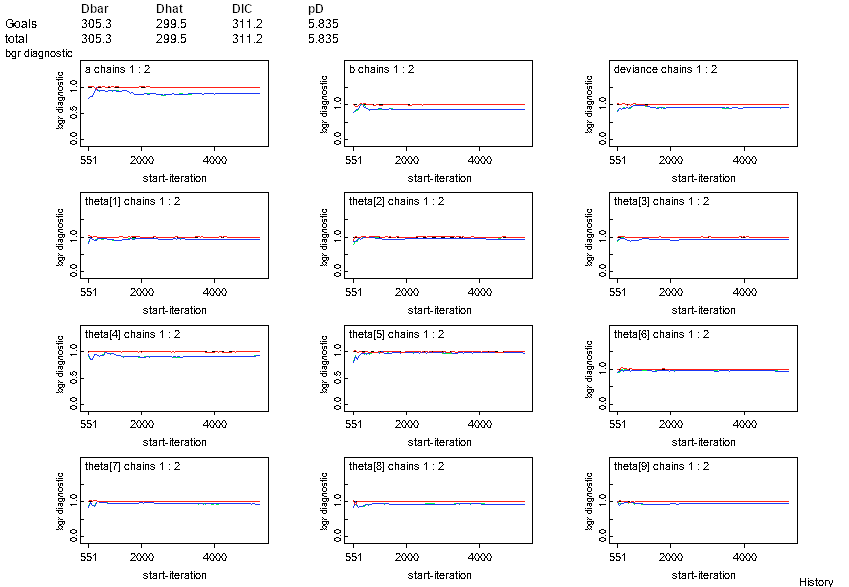 Dbar Dhat DIC pD
Goals 305.3 299.5 311.2 5.835
total 305.3 299.5 311.2 5.835
bgr diagnostic
a chains 1 : 2
bgr diagnostic
1.0
0.5
0.0
551 2000 4000
start-iteration
b chains 1 : 2
bgr diagnostic
1.0
0.0
551 2000 4000
start-iteration
deviance chains 1 : 2
bgr diagnostic
1.0
0.0
551 2000 4000
start-iteration
theta[1] chains 1 : 2
bgr diagnostic
1.0
0.0
551 2000 4000
start-iteration
theta[2] chains 1 : 2
bgr diagnostic
1.0
0.0
551 2000 4000
start-iteration
theta[3] chains 1 : 2
bgr diagnostic
1.0
0.0
551 2000 4000
start-iteration
theta[4] chains 1 : 2
bgr diagnostic
1.0
0.5
0.0
551 2000 4000
start-iteration
theta[5] chains 1 : 2
bgr diagnostic
1.0
0.5
0.0
551 2000 4000
start-iteration
theta[6] chains 1 : 2
bgr diagnostic
1.0
0.0
551 2000 4000
start-iteration
theta[7] chains 1 : 2
bgr diagnostic
1.0
0.0
551 2000 4000
start-iteration
theta[8] chains 1 : 2
bgr diagnostic
1.0
0.0
551 2000 4000
start-iteration
theta[9] chains 1 : 2
bgr diagnostic
1.0
0.0
551 2000 4000
start-iteration
History